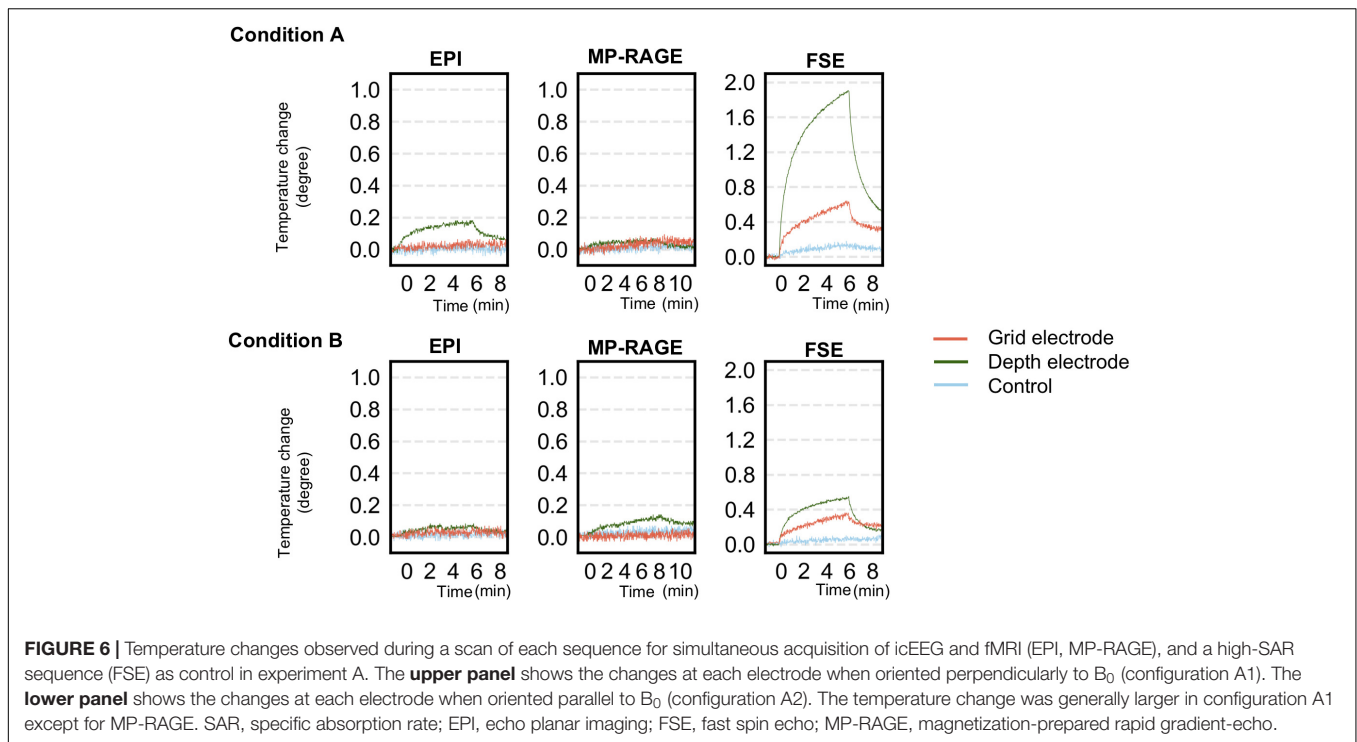 Condition A
EPI
MP-RAGE
FSE
Temperature change
(degree)
1.0
0.8
0.6
0.4
0.2
0.0
0 2 4 6 8
Time (min)
1.0
0.8
0.6
0.4
0.2
0.0
0 2 4 6 8 10
Time (min)
2.0
1.6
1.2
0.8
0.4
0.0
0 2 4 6 8
Time (min)
Condition B
EPI
MP-RAGE
FSE
Temperature change
(degree)
1.0
0.8
0.6
0.4
0.2
0.0
0 2 4 6 8
Time (min)
1.0
0.8
0.6
0.4
0.2
0.0
0 2 4 6 8 10
Time (min)
2.0
1.6
1.2
0.8
0.4
0.0
0 2 4 6 8
Time (min)
Grid electrode
Depth electrode
Control
FIGURE 6 | Temperature changes observed during a scan of each sequence for simultaneous acquisition of icEEG and fMRI (EPI, MP-RAGE), and a high-SAR
sequence (FSE) as control in experiment A. The upper panel shows the changes at each electrode when oriented perpendicularly to B₀ (configuration A1). The
lower panel shows the changes at each electrode when oriented parallel to B₀ (configuration A2). The temperature change was generally larger in configuration A1
except for MP-RAGE. SAR, specific absorption rate; EPI, echo planar imaging; FSE, fast spin echo; MP-RAGE, magnetization-prepared rapid gradient-echo.